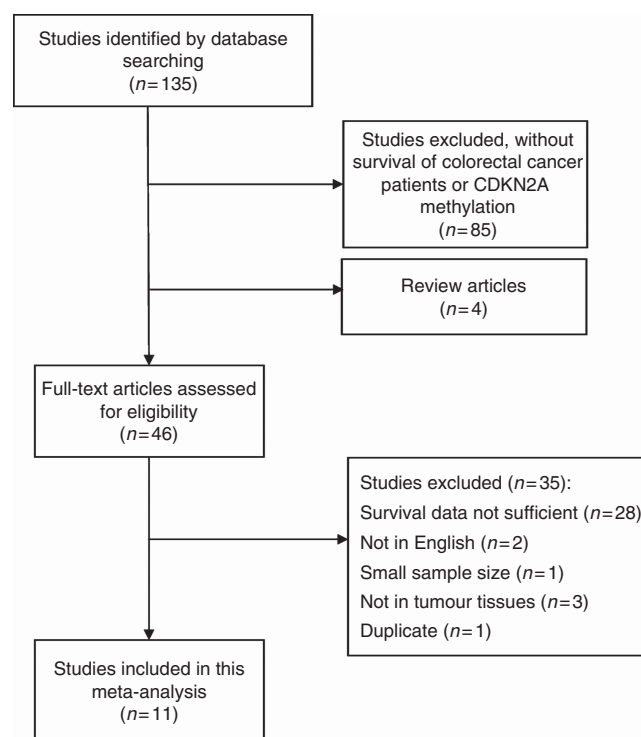 Studies identified by database
searching
(n=135)
Studies excluded, without
survival of colorectal cancer
patients or CDKN2A
methylation
(n=85)
Review articles
(n=4)
Full-text articles assessed
for eligibility
(n=46)
Studies excluded (n=35):
Survival data not sufficient (n=28)
Not in English (n=2)
Small sample size (n=1)
Not in tumour tissues (n=3)
Duplicate (n=1)
Studies included in this
meta-analysis
(n=11)